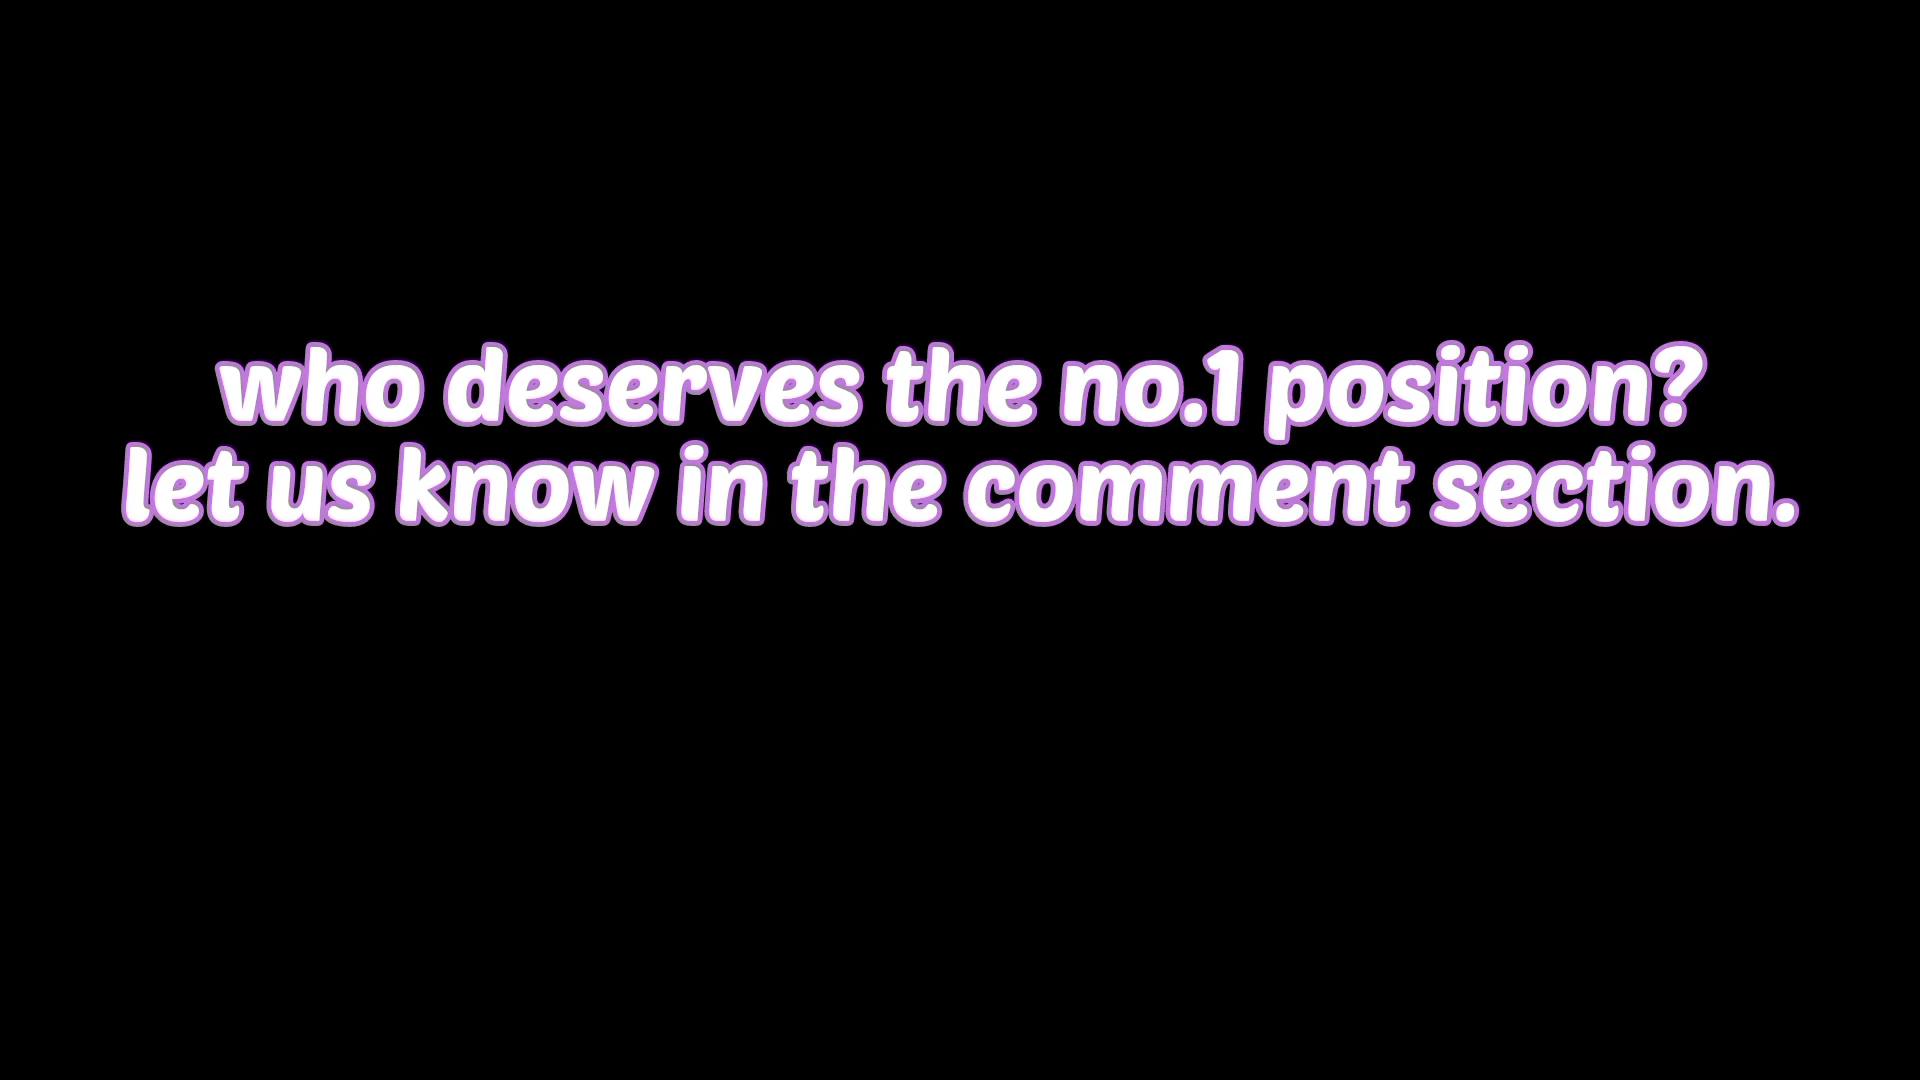 who deserves the no.1 position?
let us know in the comment section.